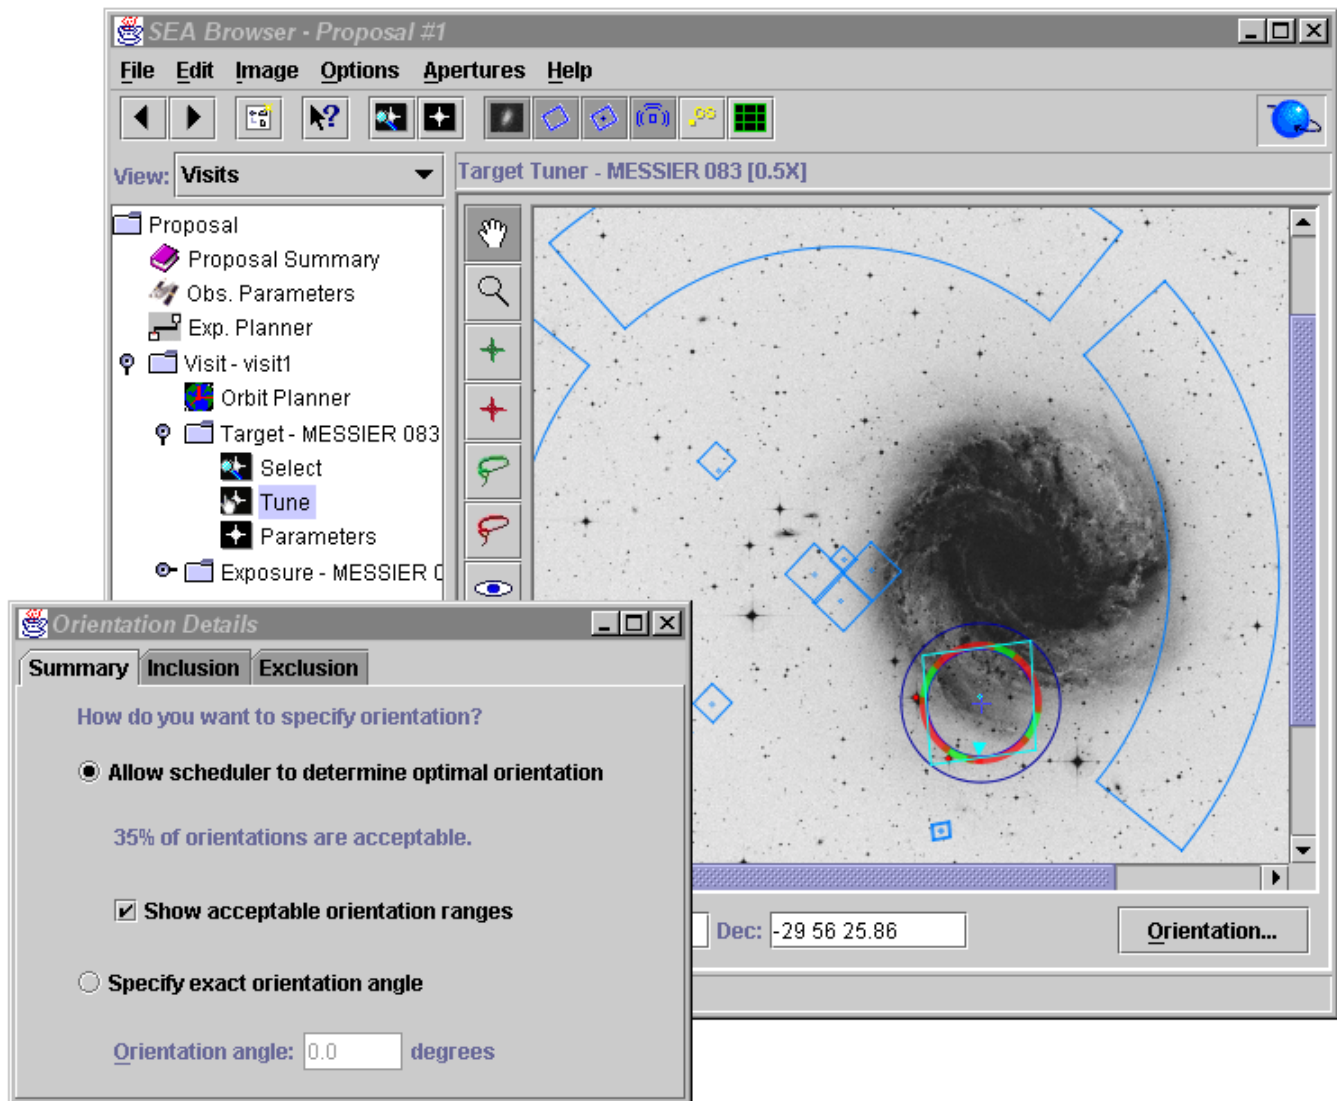 SEA Browser - Proposal #1
File Edit Image Options Apertures Help
View: Visits
Target Tuner - MESSIER 083 [0.5X]
Proposal
Proposal Summary
Obs. Parameters
Exp. Planner
Visit - visit1
Orbit Planner
Target - MESSIER 083
Select
Tune
Parameters
Exposure - MESSIER
Dec: -29 56 25.86
Orientation...
Orientation Details
Summary Inclusion Exclusion
How do you want to specify orientation?
Allow scheduler to determine optimal orientation
35% of orientations are acceptable.
Show acceptable orientation ranges
Specify exact orientation angle
Orientation angle: 0.0 degrees